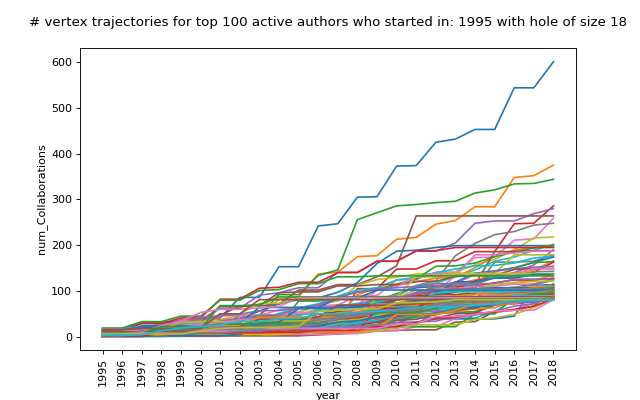 # vertex trajectories for top 100 active authors who started in: 1995 with hole of size 18
600
500
400
300
200
100
0
num_Collaborations
1995 1996 1997 1998 1999 2000 2001 2002 2003 2004 2005 2006 2007 2008 2009 2010 2011 2012 2013 2014 2015 2016 2017 2018
year